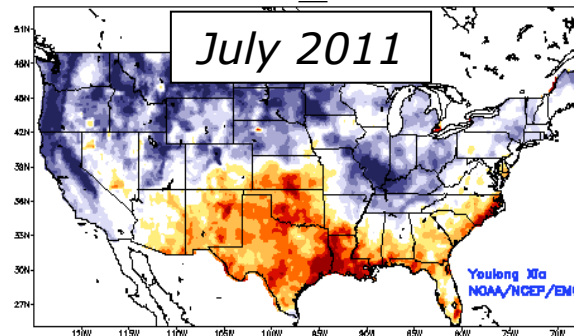 July 2011
51N
48N
45N
42N
39N
36N
33N
30N
27N
Youlong Xia
NOAA/NCEP/EMC
120W 115W 110W 105W 100W 95W 90W 85W 80W 75W 70W